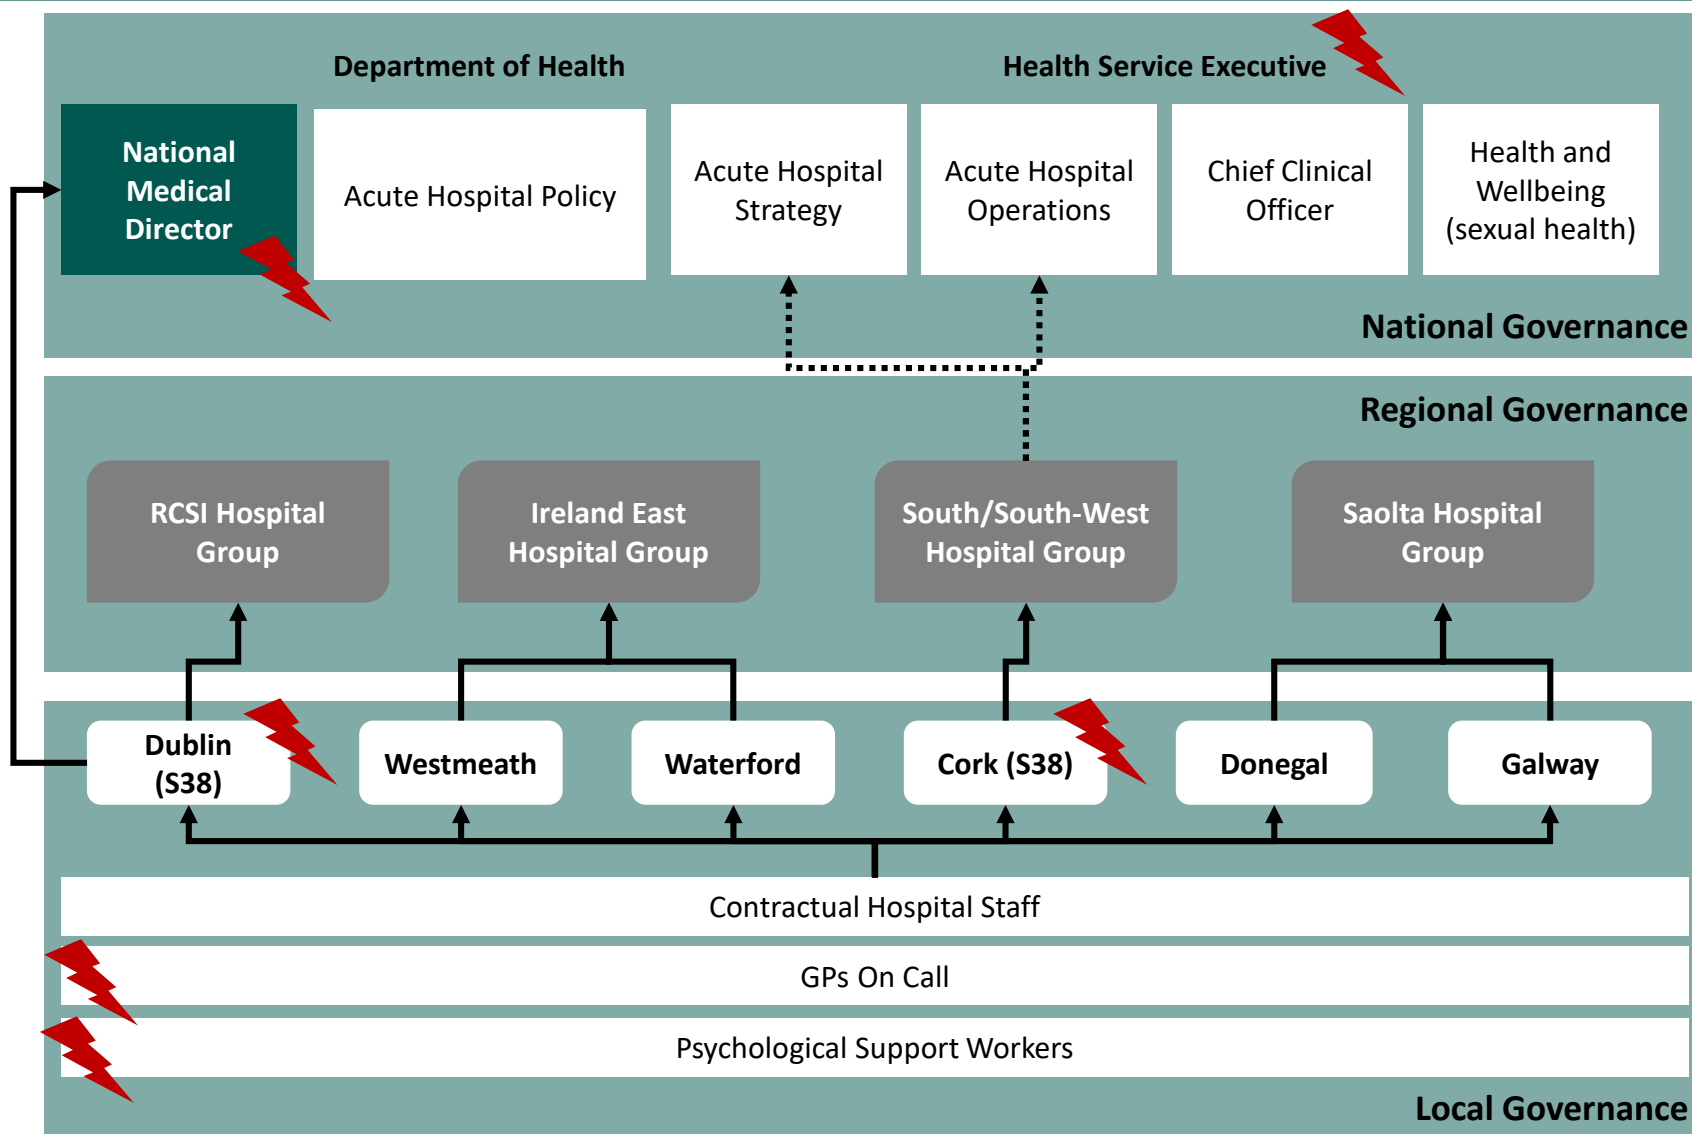 Department of Health
Health Service Executive
National
Medical
Director
Acute Hospital Policy
Acute Hospital
Strategy
Acute Hospital
Operations
Chief Clinical
Officer
Health and
Wellbeing
(sexual health)
National Governance
Regional Governance
RCSI Hospital
Group
Ireland East
Hospital Group
South/South-West
Hospital Group
Saolta Hospital
Group
Dublin
(S38)
Westmeath
Waterford
Cork (S38)
Donegal
Galway
Contractual Hospital Staff
GPs On Call
Psychological Support Workers
Local Governance